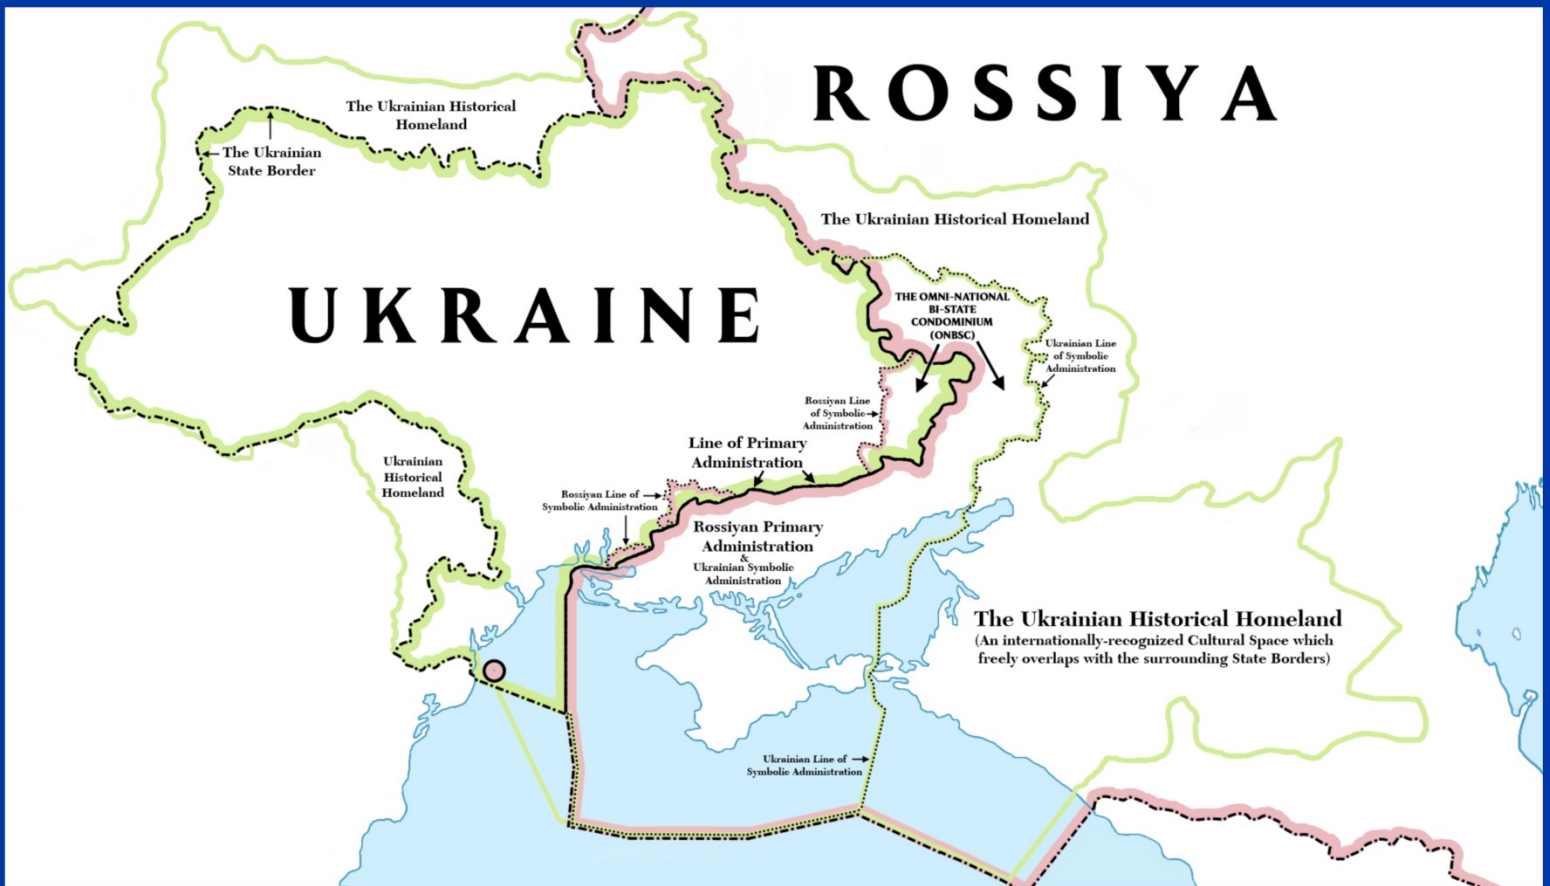 ROSSIYA
The Ukrainian Historical
Homeland
The Ukrainian
State Border
The Ukrainian Historical Homeland
UKRAINE
THE OMNI-NATIONAL
BI-STATE
CONDOMINIUM
(ONBSC)
Ukrainian Line
of Symbolic
Administration
Rossiyan Line
of Symbolic
Administration
Line of Primary
Administration
Ukrainian
Historical
Homeland
Rossiyan Line of
Symbolic Administration
Rossiyan Primary
Administration
&
Ukrainian Symbolic
Administration
The Ukrainian Historical Homeland
(An internationally-recognized Cultural Space which
freely overlaps with the surrounding State Borders)
Ukrainian Line of
Symbolic Administration